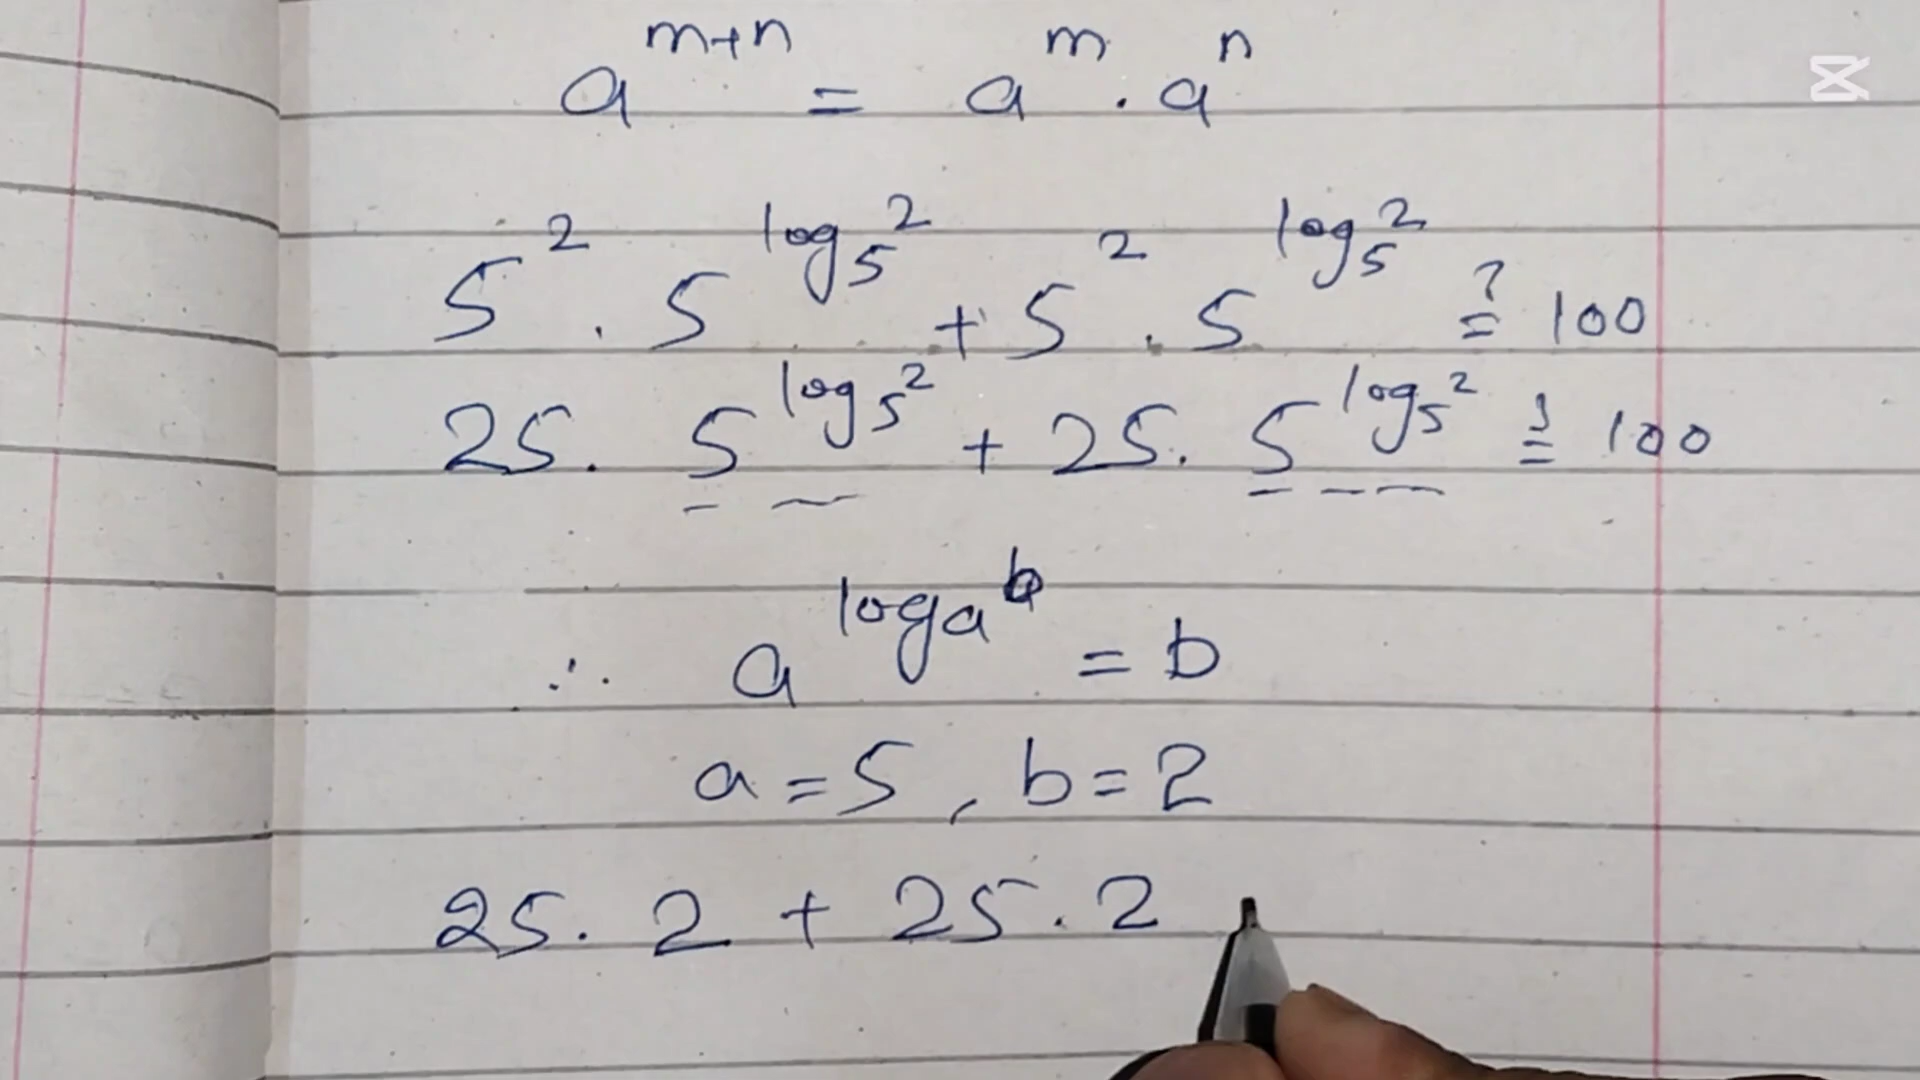 a^{m+n} = a^m . a^n
5^2 . 5^{log_5 2} + 5^2 . 5^{log_5 2} ?= 100
25 . 5^{log_5 2} + 25 . 5^{log_5 2} ?= 100
∴ a^{log_a b} = b
a = 5 , b = 2
25 . 2 + 25 . 2